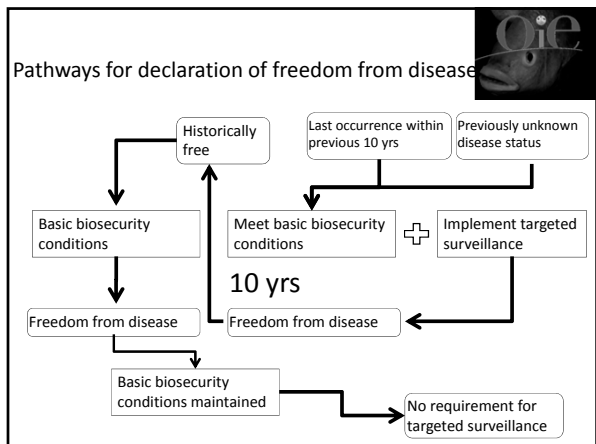 oie
Pathways for declaration of freedom from disease
Historically
free
Last occurrence within
previous 10 yrs
Previously unknown
disease status
Basic biosecurity
conditions
Meet basic biosecurity
conditions
Implement targeted
surveillance
10 yrs
Freedom from disease
Freedom from disease
Basic biosecurity
conditions maintained
No requirement for
targeted surveillance